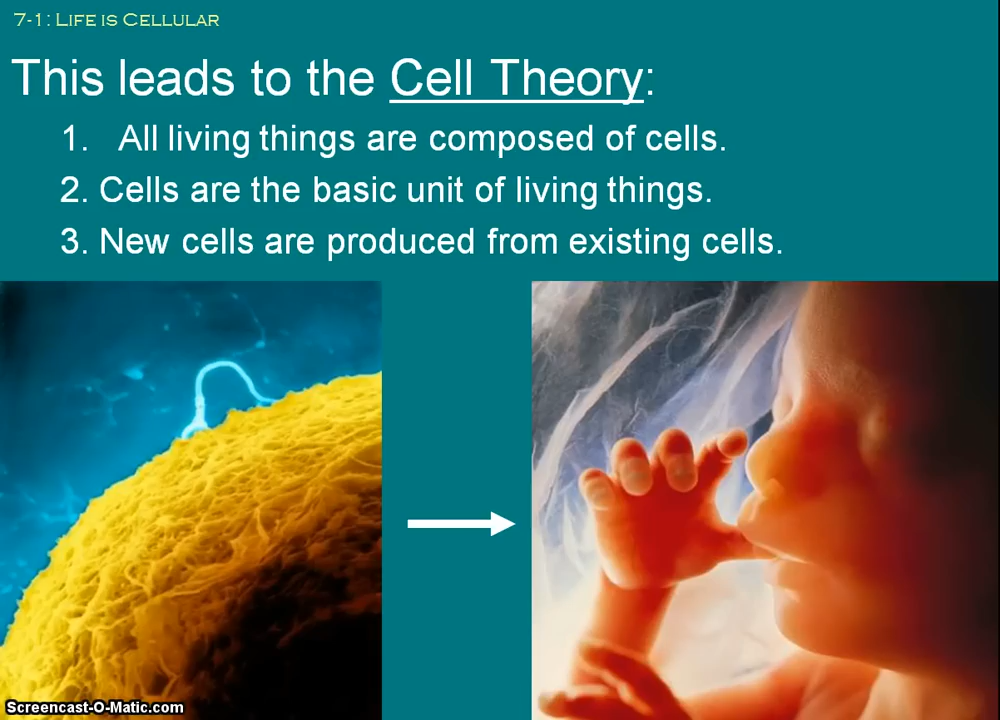 7-1: Life is Cellular
This leads to the Cell Theory:
1. All living things are composed of cells.
2. Cells are the basic unit of living things.
3. New cells are produced from existing cells.
Screencast-O-Matic.com